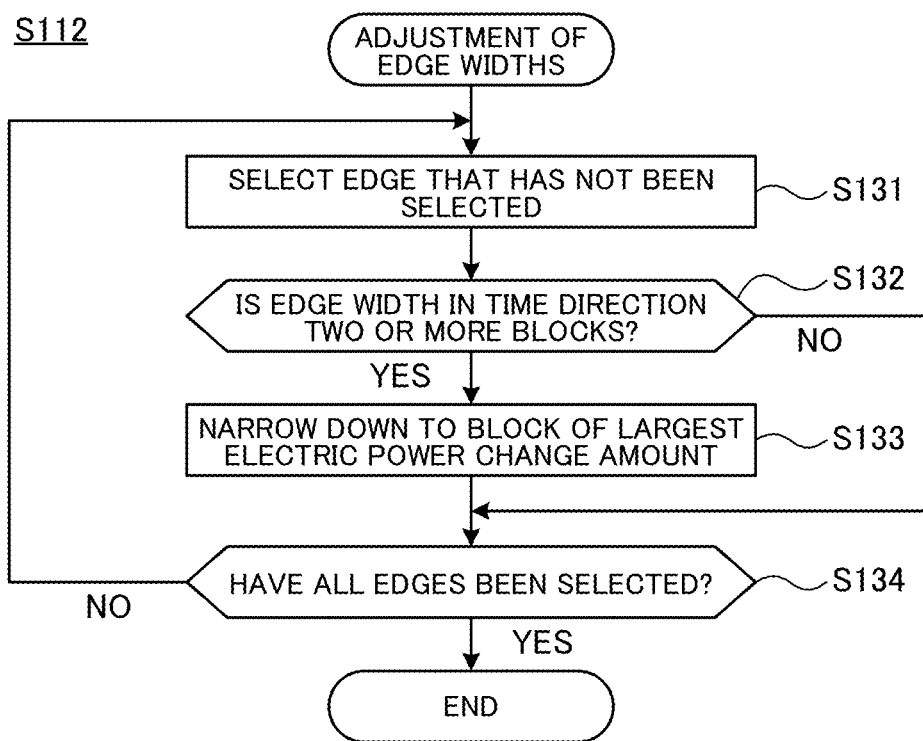 S112
ADJUSTMENT OF
EDGE WIDTHS
SELECT EDGE THAT HAS NOT BEEN
SELECTED
S131
IS EDGE WIDTH IN TIME DIRECTION
TWO OR MORE BLOCKS?
S132
NO
YES
NARROW DOWN TO BLOCK OF LARGEST
ELECTRIC POWER CHANGE AMOUNT
S133
HAVE ALL EDGES BEEN SELECTED?
S134
NO
YES
END